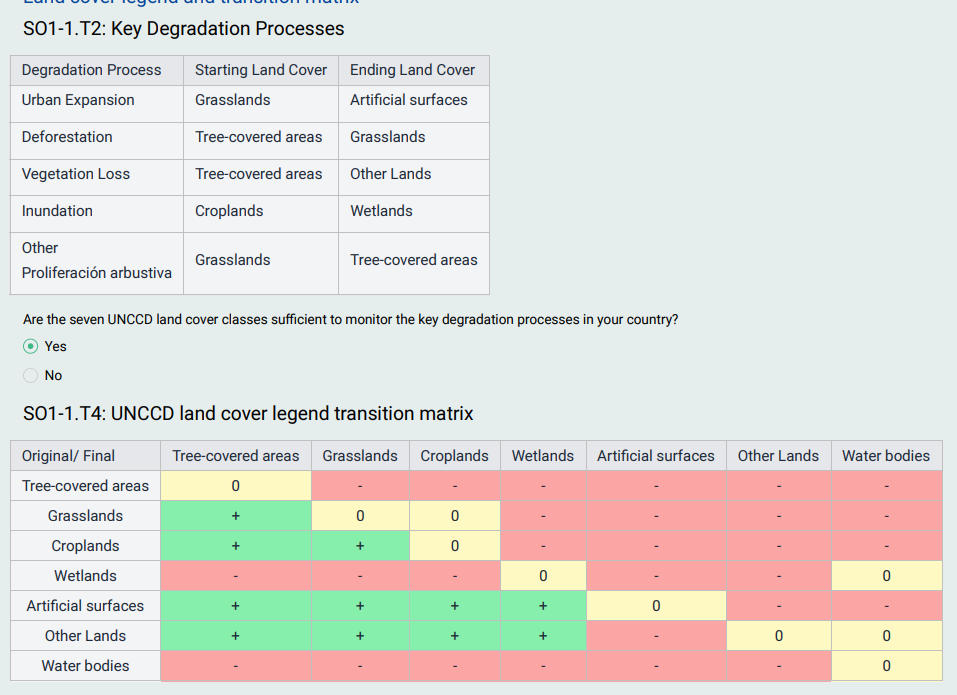 Land cover legend and transition matrix
SO1-1.T2: Key Degradation Processes
Degradation Process Starting Land Cover Ending Land Cover
Urban Expansion Grasslands Artificial surfaces
Deforestation Tree-covered areas Grasslands
Vegetation Loss Tree-covered areas Other Lands
Inundation Croplands Wetlands
Other
Proliferación arbustiva Grasslands Tree-covered areas
Are the seven UNCCD land cover classes sufficient to monitor the key degradation processes in your country?
Yes
No
SO1-1.T4: UNCCD land cover legend transition matrix
Original/ Final Tree-covered areas Grasslands Croplands Wetlands Artificial surfaces Other Lands Water bodies
Tree-covered areas 0 - - - - - -
Grasslands + 0 0 - - - -
Croplands + + 0 - - - -
Wetlands - - - 0 - - 0
Artificial surfaces + + + + 0 - -
Other Lands + + + + - 0 0
Water bodies - - - - - - 0